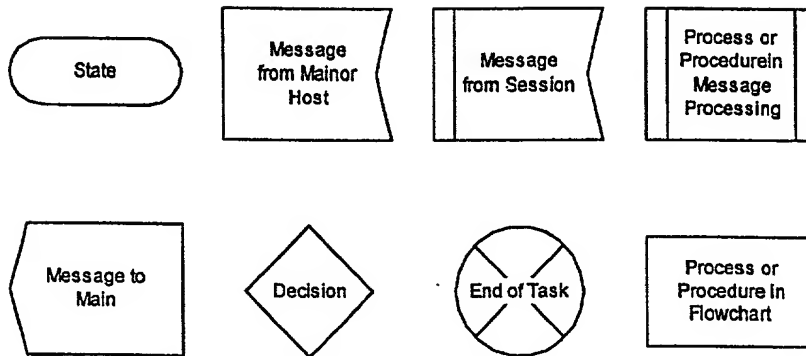 State
Message
from Mainor
Host
Message
from Session
Process or
Procedurein
Message
Processing
Message to
Main
Decision
End of Task
Process or
Procedure in
Flowchart